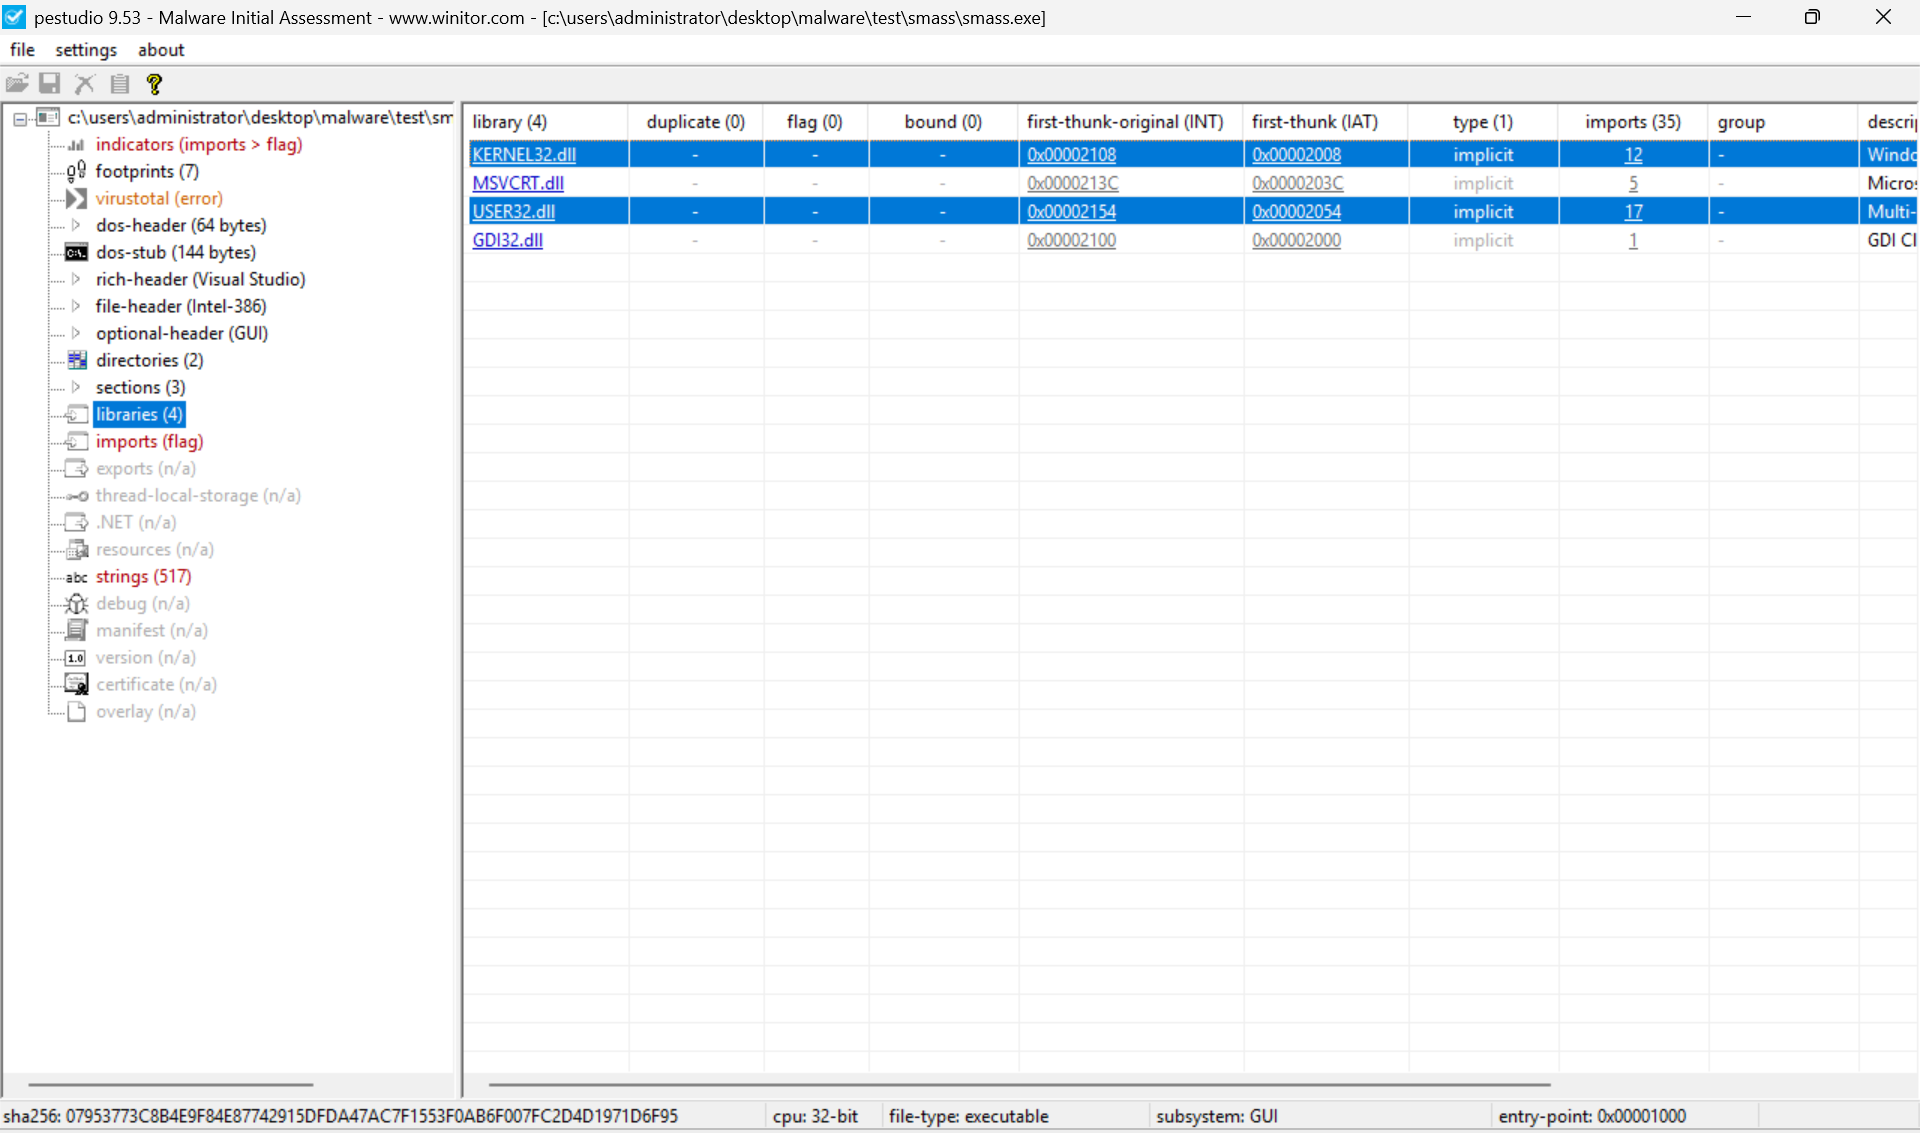 pestudio 9.53 - Malware Initial Assessment - www.winitor.com - [c:\users\administrator\desktop\malware\test\smass\smass.exe]
file settings about
c:\users\administrator\desktop\malware\test\sm
indicators (imports > flag)
footprints (7)
virustotal (error)
dos-header (64 bytes)
dos-stub (144 bytes)
rich-header (Visual Studio)
file-header (Intel-386)
optional-header (GUI)
directories (2)
sections (3)
libraries (4)
imports (flag)
exports (n/a)
thread-local-storage (n/a)
.NET (n/a)
resources (n/a)
abc strings (517)
debug (n/a)
manifest (n/a)
1.0 version (n/a)
certificate (n/a)
overlay (n/a)
library (4) duplicate (0) flag (0) bound (0) first-thunk-original (INT) first-thunk (IAT) type (1) imports (35) group descrip
KERNEL32.dll - - - 0x00002108 0x00002008 implicit 12 - Windo
MSVCRT.dll - - - 0x0000213C 0x0000203C implicit 5 - Micros
USER32.dll - - - 0x00002154 0x00002054 implicit 17 - Multi-
GDI32.dll - - - 0x00002100 0x00002000 implicit 1 - GDI Cl
sha256: 07953773C8B4E9F84E87742915DFDA47AC7F1553F0AB6F007FC2D4D1971D6F95 cpu: 32-bit file-type: executable subsystem: GUI entry-point: 0x00001000